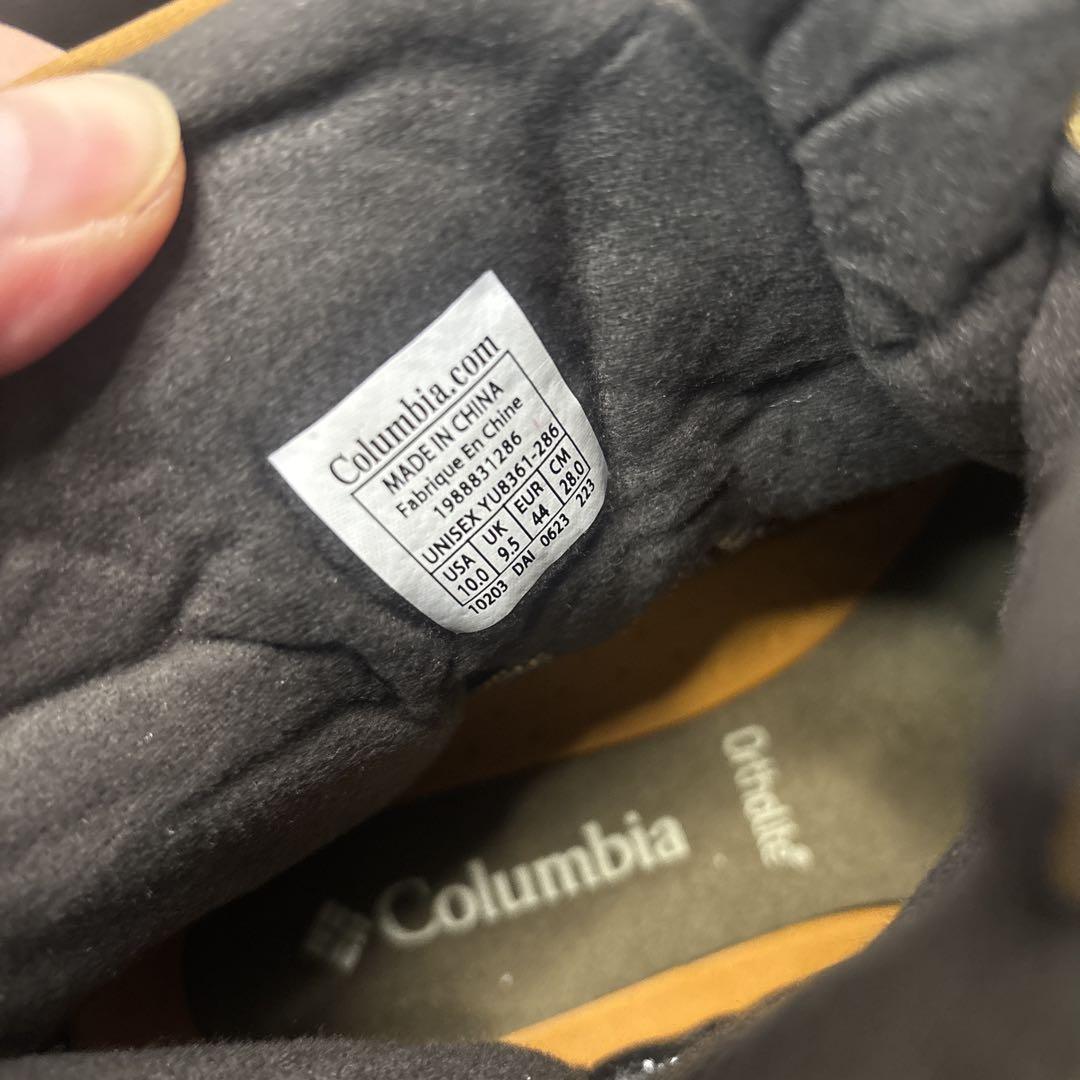 Columbia.com
MADE IN CHINA
Fabrique En Chine
1988831286
UNISEX YU8361-286
USA UK EUR CM
10.0 9.5 44 28.0
10203 DAI 0623 223
OrthoLite
Columbia